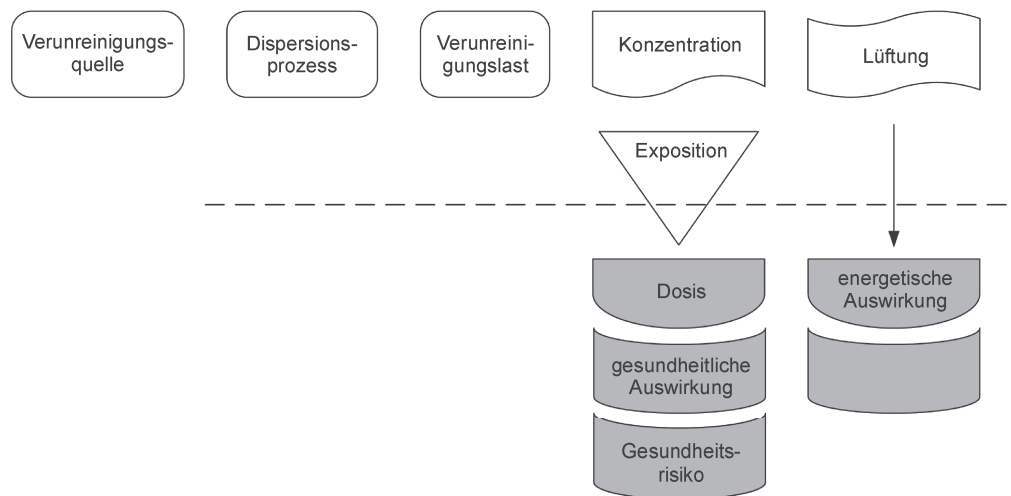 Verunreinigungs-
quelle
Dispersions-
prozess
Verunreini-
gungslast
Konzentration
Lüftung
Exposition
Dosis
energetische
Auswirkung
gesundheitliche
Auswirkung
Gesundheits-
risiko